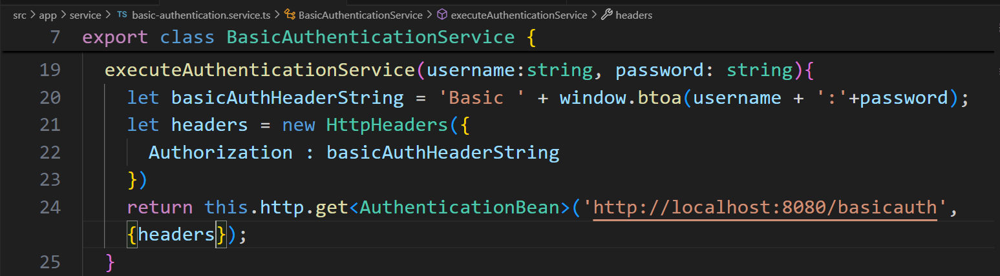 src > app > service > TS basic-authentication.service.ts > BasicAuthenticationService > executeAuthenticationService > headers
7 export class BasicAuthenticationService {
19 executeAuthenticationService(username:string, password: string){
20 let basicAuthHeaderString = 'Basic ' + window.btoa(username + ':'+password);
21 let headers = new HttpHeaders({
22 Authorization : basicAuthHeaderString
23 })
24 return this.http.get<AuthenticationBean>('http://localhost:8080/basicauth',
{headers});
25 }